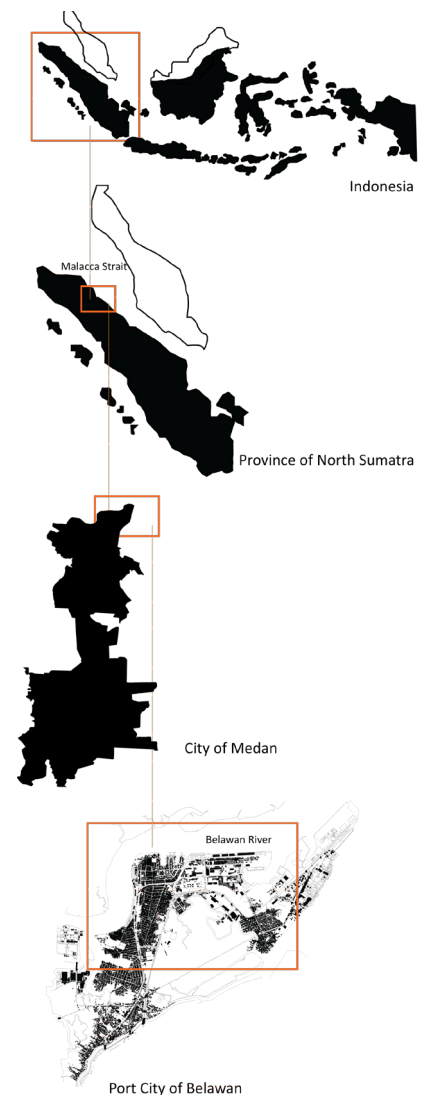 Indonesia
Malacca Strait
Province of North Sumatra
City of Medan
Belawan River
Port City of Belawan